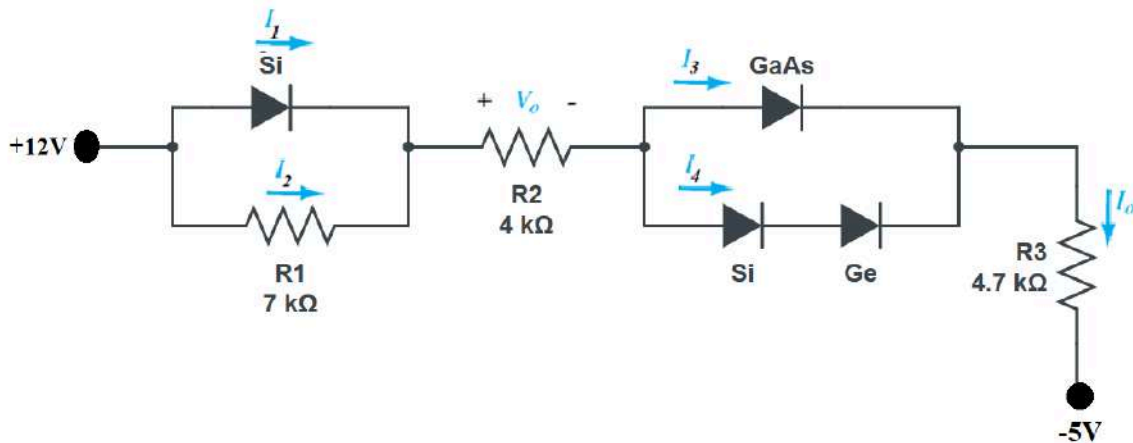 I1
Si
I3
GaAs
+ Vo -
+12V
I2
I4
Io
R2
4 kΩ
R1
7 kΩ
Si
Ge
R3
4.7 kΩ
-5V